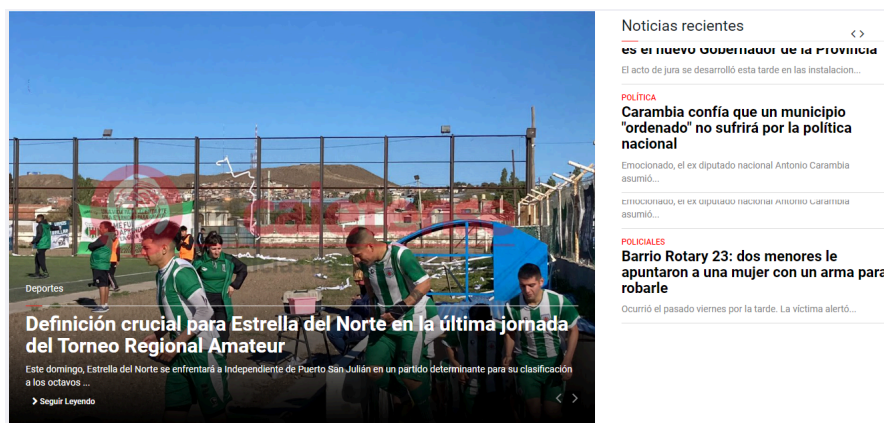 Deportes
Definición crucial para Estrella del Norte en la última jornada
del Torneo Regional Amateur
Este domingo, Estrella del Norte se enfrentará a Independiente de Puerto San Julián en un partido determinante para su clasificación
a los octavos ...
Seguir Leyendo
Noticias recientes
es el nuevo Gobernador de la Provincia
El acto de jura se desarrolló esta tarde en las instalacion...
POLÍTICA
Carambia confía que un municipio
"ordenado" no sufrirá por la política
nacional
Emocionado, el ex diputado nacional Antonio Carambia
asumió...
Emocionado, el ex diputado nacional Antonio Carambia
asumió...
POLICIALES
Barrio Rotary 23: dos menores le
apuntaron a una mujer con un arma para
robarle
Ocurrió el pasado viernes por la tarde. La víctima alertó...